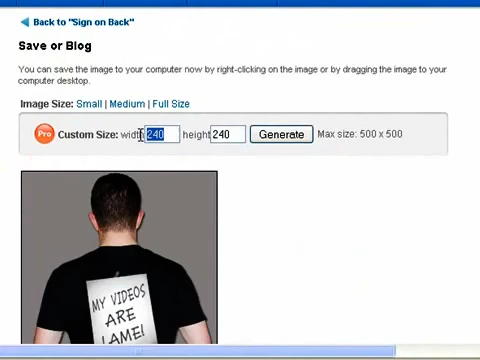 Back to "Sign on Back"
Save or Blog
You can save the image to your computer now by right-clicking on the image or by dragging the image to your
computer desktop.
Image Size: Small | Medium | Full Size
Pro Custom Size: width 240 height 240 Generate Max size: 500 x 500
MY VIDEOS
ARE
LAME!